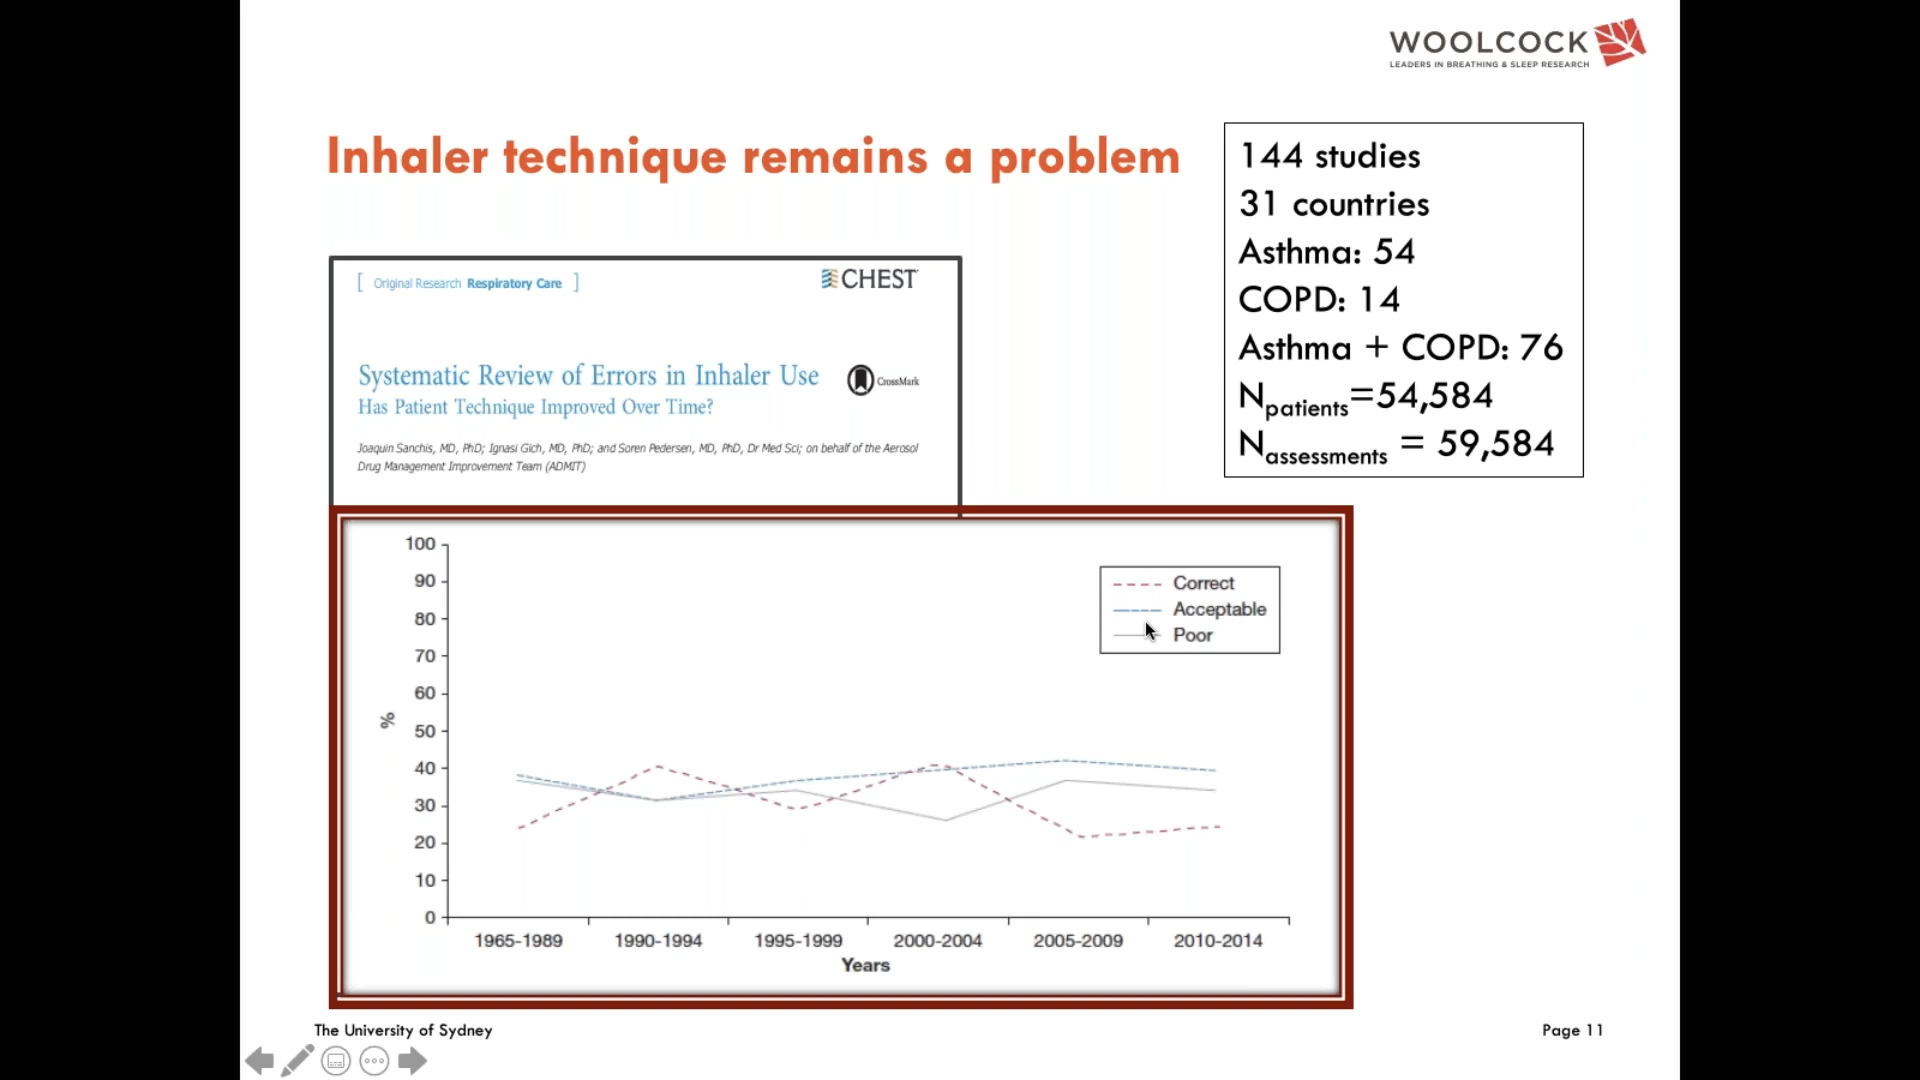 WOOLCOCK
LEADERS IN BREATHING & SLEEP RESEARCH
Inhaler technique remains a problem
144 studies
31 countries
Asthma: 54
COPD: 14
Asthma + COPD: 76
Npatients=54,584
Nassessments = 59,584
[ Original Research Respiratory Care ]
CHEST
Systematic Review of Errors in Inhaler Use
CrossMark
Has Patient Technique Improved Over Time?
Joaquin Sanchis, MD, PhD; Ignasi Gich, MD, PhD; and Soren Pedersen, MD, PhD, Dr Med Sci; on behalf of the Aerosol
Drug Management Improvement Team (ADMIT)
100
90
80
70
60
50
40
30
20
10
0
%
Correct
Acceptable
Poor
1965-1989 1990-1994 1995-1999 2000-2004 2005-2009 2010-2014
Years
The University of Sydney
Page 11